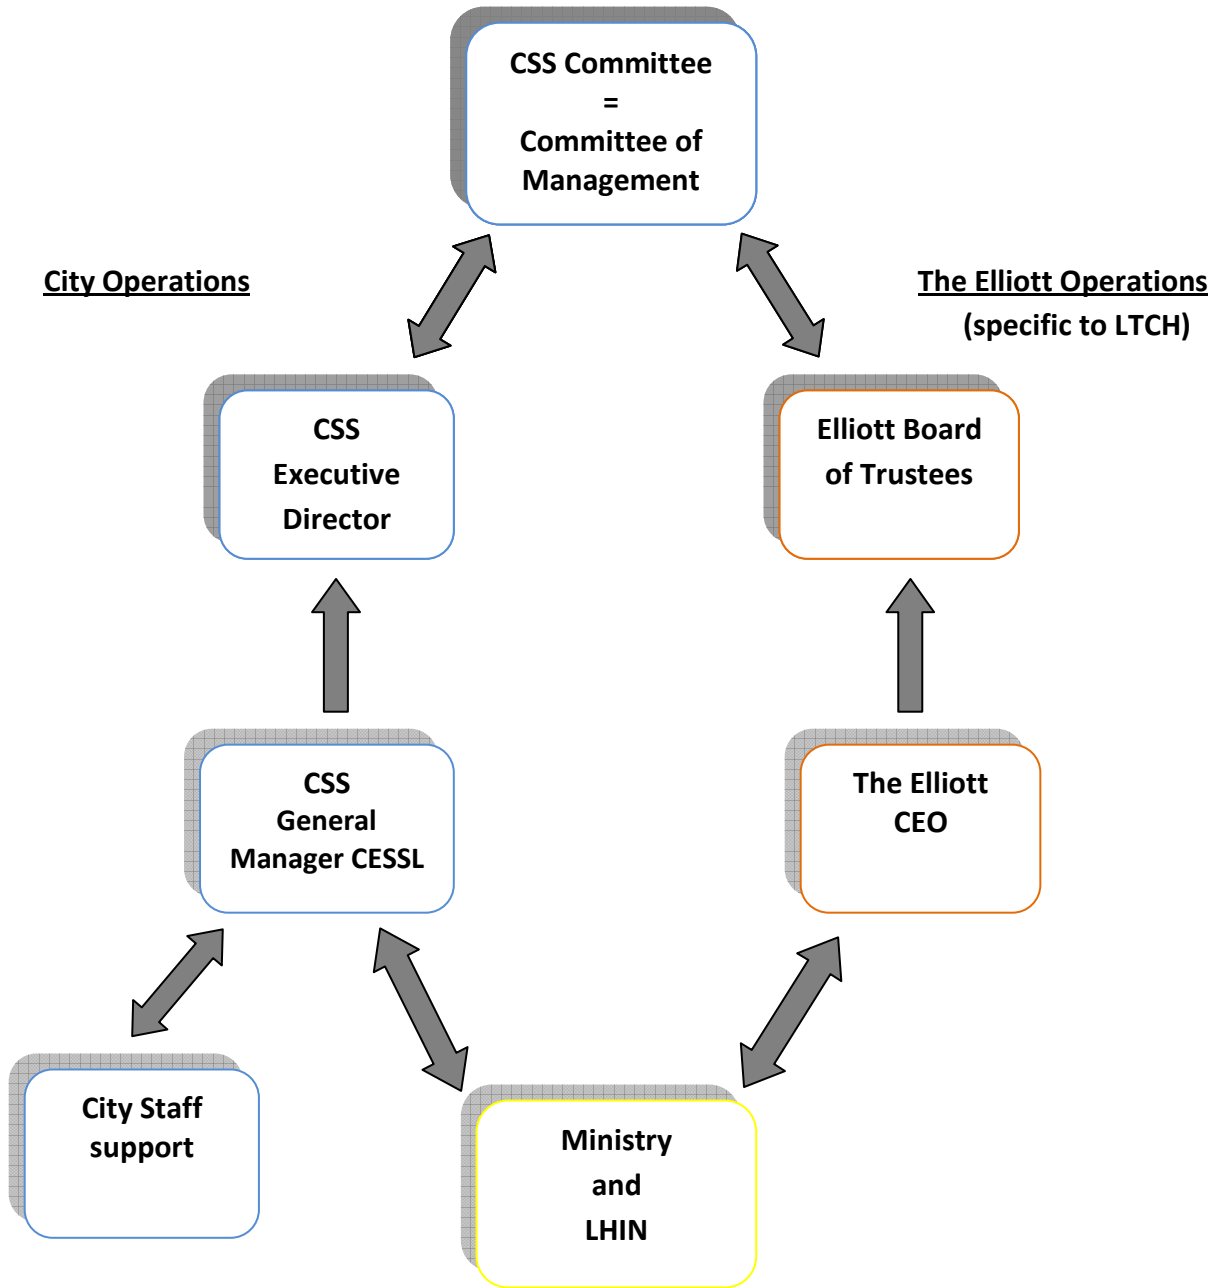 CSS Committee
=
Committee of
Management
City Operations
The Elliott Operations
(specific to LTCH)
CSS
Executive
Director
Elliott Board
of Trustees
CSS
General
Manager CESSL
The Elliott
CEO
City Staff
support
Ministry
and
LHIN